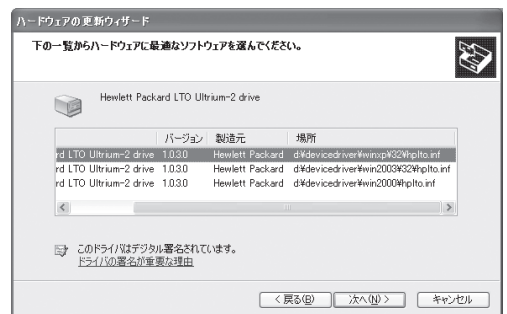 ハードウェアの更新ウィザード
下の一覧からハードウェアに最適なソフトウェアを選んでください。
Hewlett Packard LTO Ultrium-2 drive
バージョン 製造元 場所
rd LTO Ultrium-2 drive 1.0.3.0 Hewlett Packard d:¥devicedriver¥winxp¥32¥hplto.inf
rd LTO Ultrium-2 drive 1.0.3.0 Hewlett Packard d:¥devicedriver¥win2003¥32¥hplto.inf
rd LTO Ultrium-2 drive 1.0.3.0 Hewlett Packard d:¥devicedriver¥win2000¥hplto.inf
このドライバはデジタル署名されています。
ドライバの署名が重要な理由
< 戻る(B) 次へ(N) > キャンセル